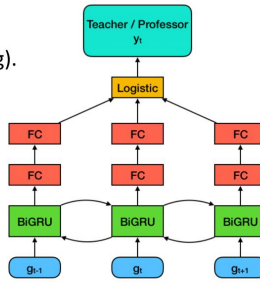 Teacher / Professor
yt
g).
Logistic
FC FC FC
FC FC FC
BiGRU BiGRU BiGRU
gt-1 gt gt+1